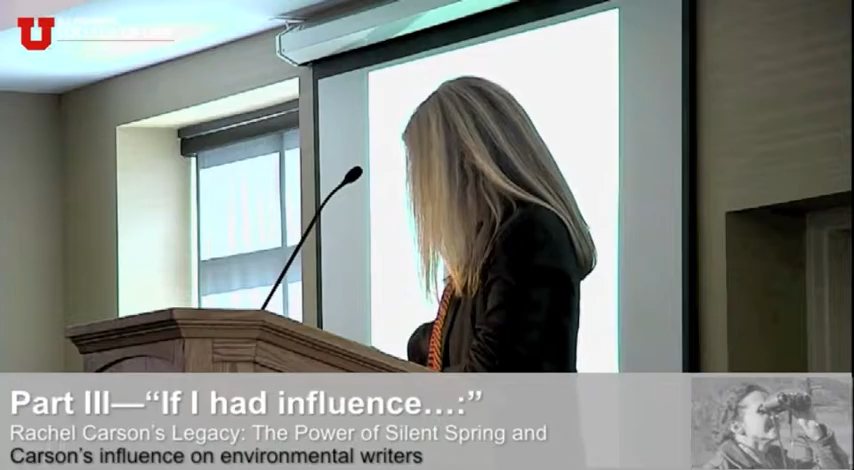 U
Part III—“If I had influence…:”
Rachel Carson's Legacy: The Power of Silent Spring and
Carson's influence on environmental writers